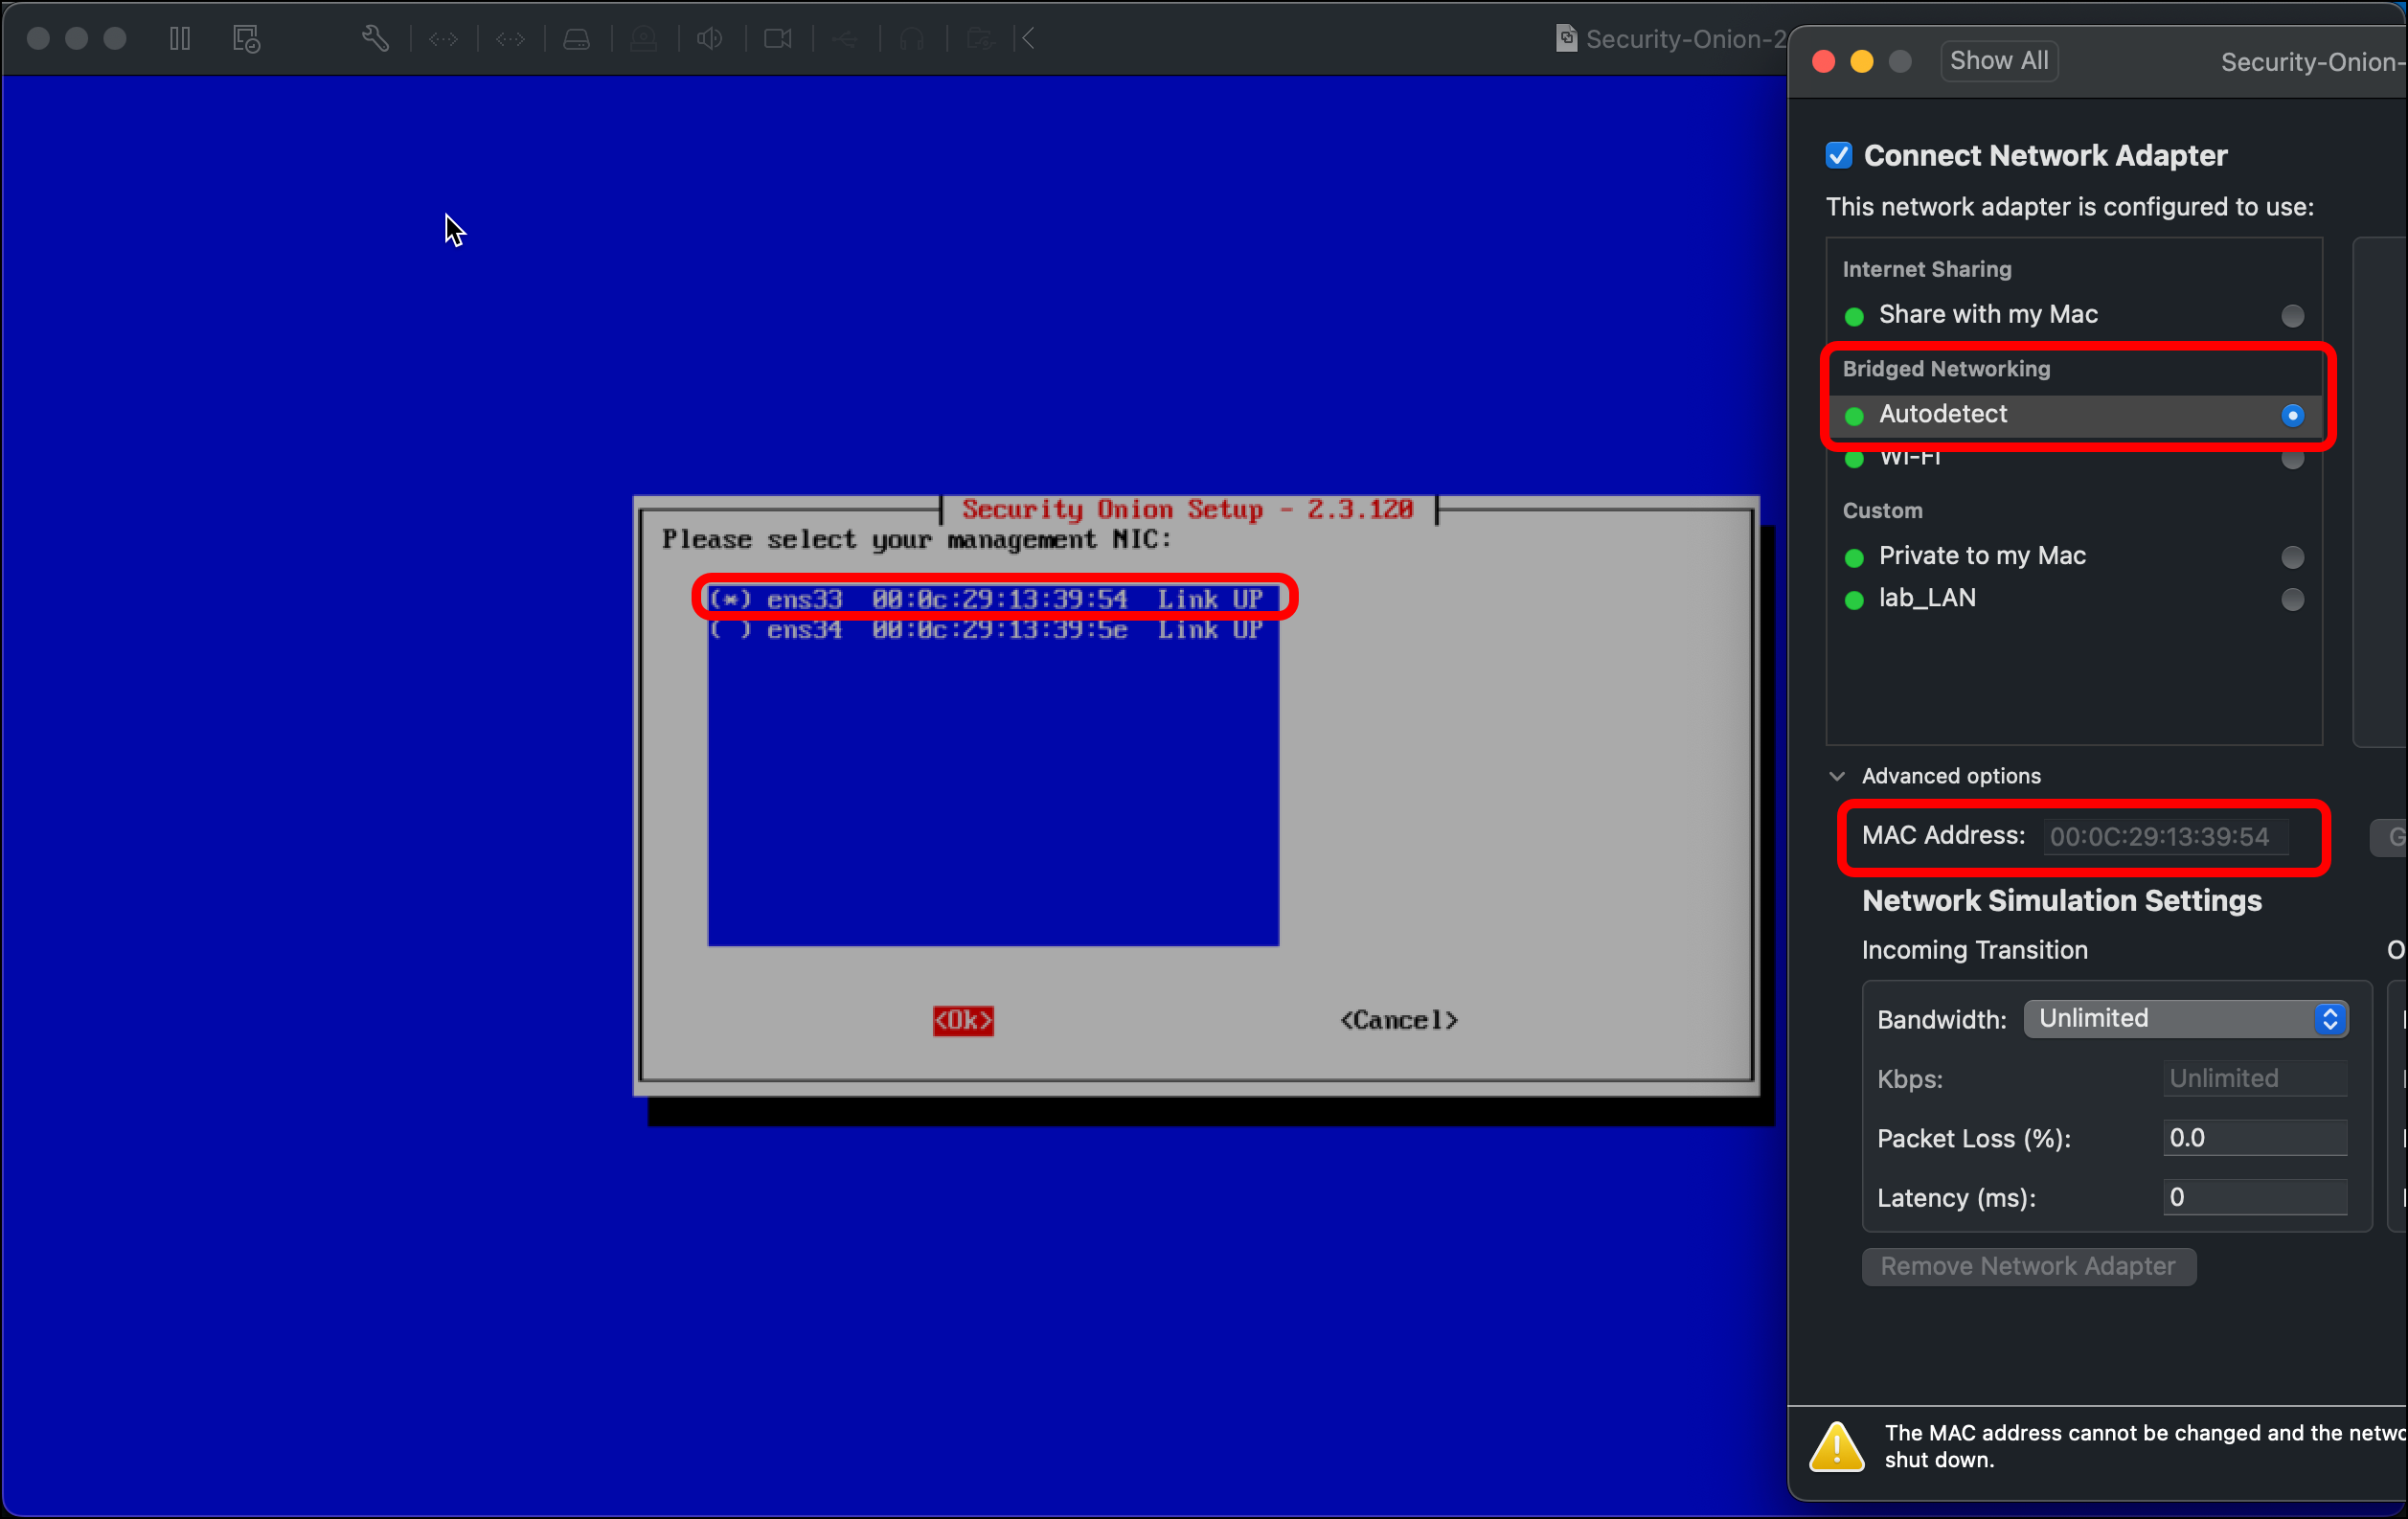 Security-Onion-2
Security Onion Setup - 2.3.120
Please select your management NIC:
(*) ens33 00:0c:29:13:39:54 Link UP
( ) ens34 00:0c:29:13:39:5e Link UP
<Ok> <Cancel>
Show All
Security-Onion-
Connect Network Adapter
This network adapter is configured to use:
Internet Sharing
Share with my Mac
Bridged Networking
Autodetect
Wi-Fi
Custom
Private to my Mac
lab_LAN
Advanced options
MAC Address: 00:0C:29:13:39:54 G
Network Simulation Settings
Incoming Transition O
Bandwidth: Unlimited
Kbps: Unlimited
Packet Loss (%): 0.0
Latency (ms): 0
Remove Network Adapter
The MAC address cannot be changed and the netwo
shut down.